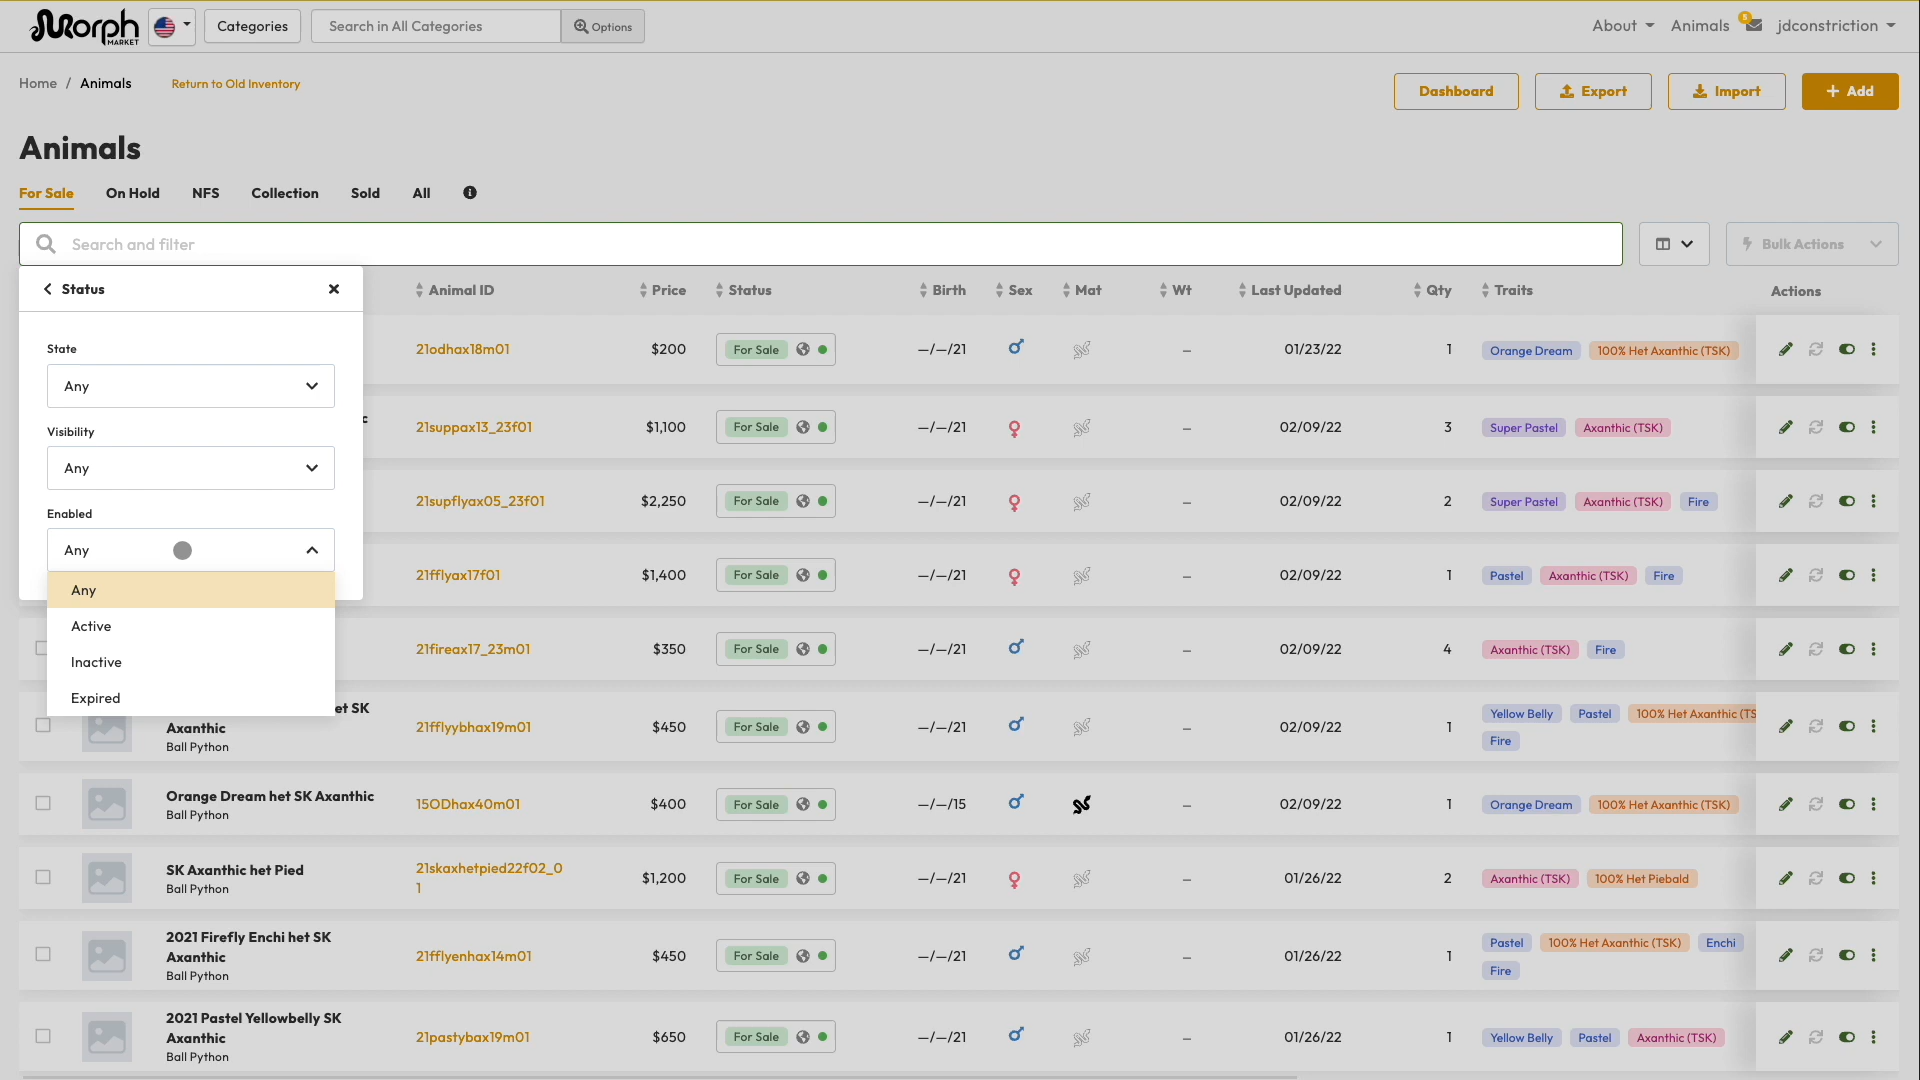 Morph
MARKET
Categories
Search in All Categories
Options
About
Animals
5
jdconstriction
Home / Animals
Return to Old Inventory
Dashboard
Export
Import
+ Add
Animals
For Sale
On Hold
NFS
Collection
Sold
All
Search and filter
Bulk Actions
Status
Animal ID
Price
Status
Birth
Sex
Mat
Wt
Last Updated
Qty
Traits
Actions
State
Any
Visibility
Any
Enabled
Any
Any
Active
Inactive
Expired
21odhax18m01 $200 For Sale —/—/21 – 01/23/22 1 Orange Dream 100% Het Axanthic (TSK)
c
21suppax13_23f01 $1,100 For Sale —/—/21 – 02/09/22 3 Super Pastel Axanthic (TSK)
21supflyax05_23f01 $2,250 For Sale —/—/21 – 02/09/22 2 Super Pastel Axanthic (TSK) Fire
21fflyax17f01 $1,400 For Sale —/—/21 – 02/09/22 1 Pastel Axanthic (TSK) Fire
21fireax17_23m01 $350 For Sale —/—/21 – 02/09/22 4 Axanthic (TSK) Fire
et SK
Axanthic
Ball Python
21fflyybhax19m01 $450 For Sale —/—/21 – 02/09/22 1 Yellow Belly Pastel 100% Het Axanthic (TS
Fire
Orange Dream het SK Axanthic
Ball Python
15ODhax40m01 $400 For Sale —/—/15 – 02/09/22 1 Orange Dream 100% Het Axanthic (TSK)
SK Axanthic het Pied
Ball Python
21skaxhetpied22f02_0
1
$1,200 For Sale —/—/21 – 01/26/22 2 Axanthic (TSK) 100% Het Piebald
2021 Firefly Enchi het SK
Axanthic
Ball Python
21fflyenhax14m01 $450 For Sale —/—/21 – 01/26/22 1 Pastel 100% Het Axanthic (TSK) Enchi
Fire
2021 Pastel Yellowbelly SK
Axanthic
Ball Python
21pastybax19m01 $650 For Sale —/—/21 – 01/26/22 1 Yellow Belly Pastel Axanthic (TSK)